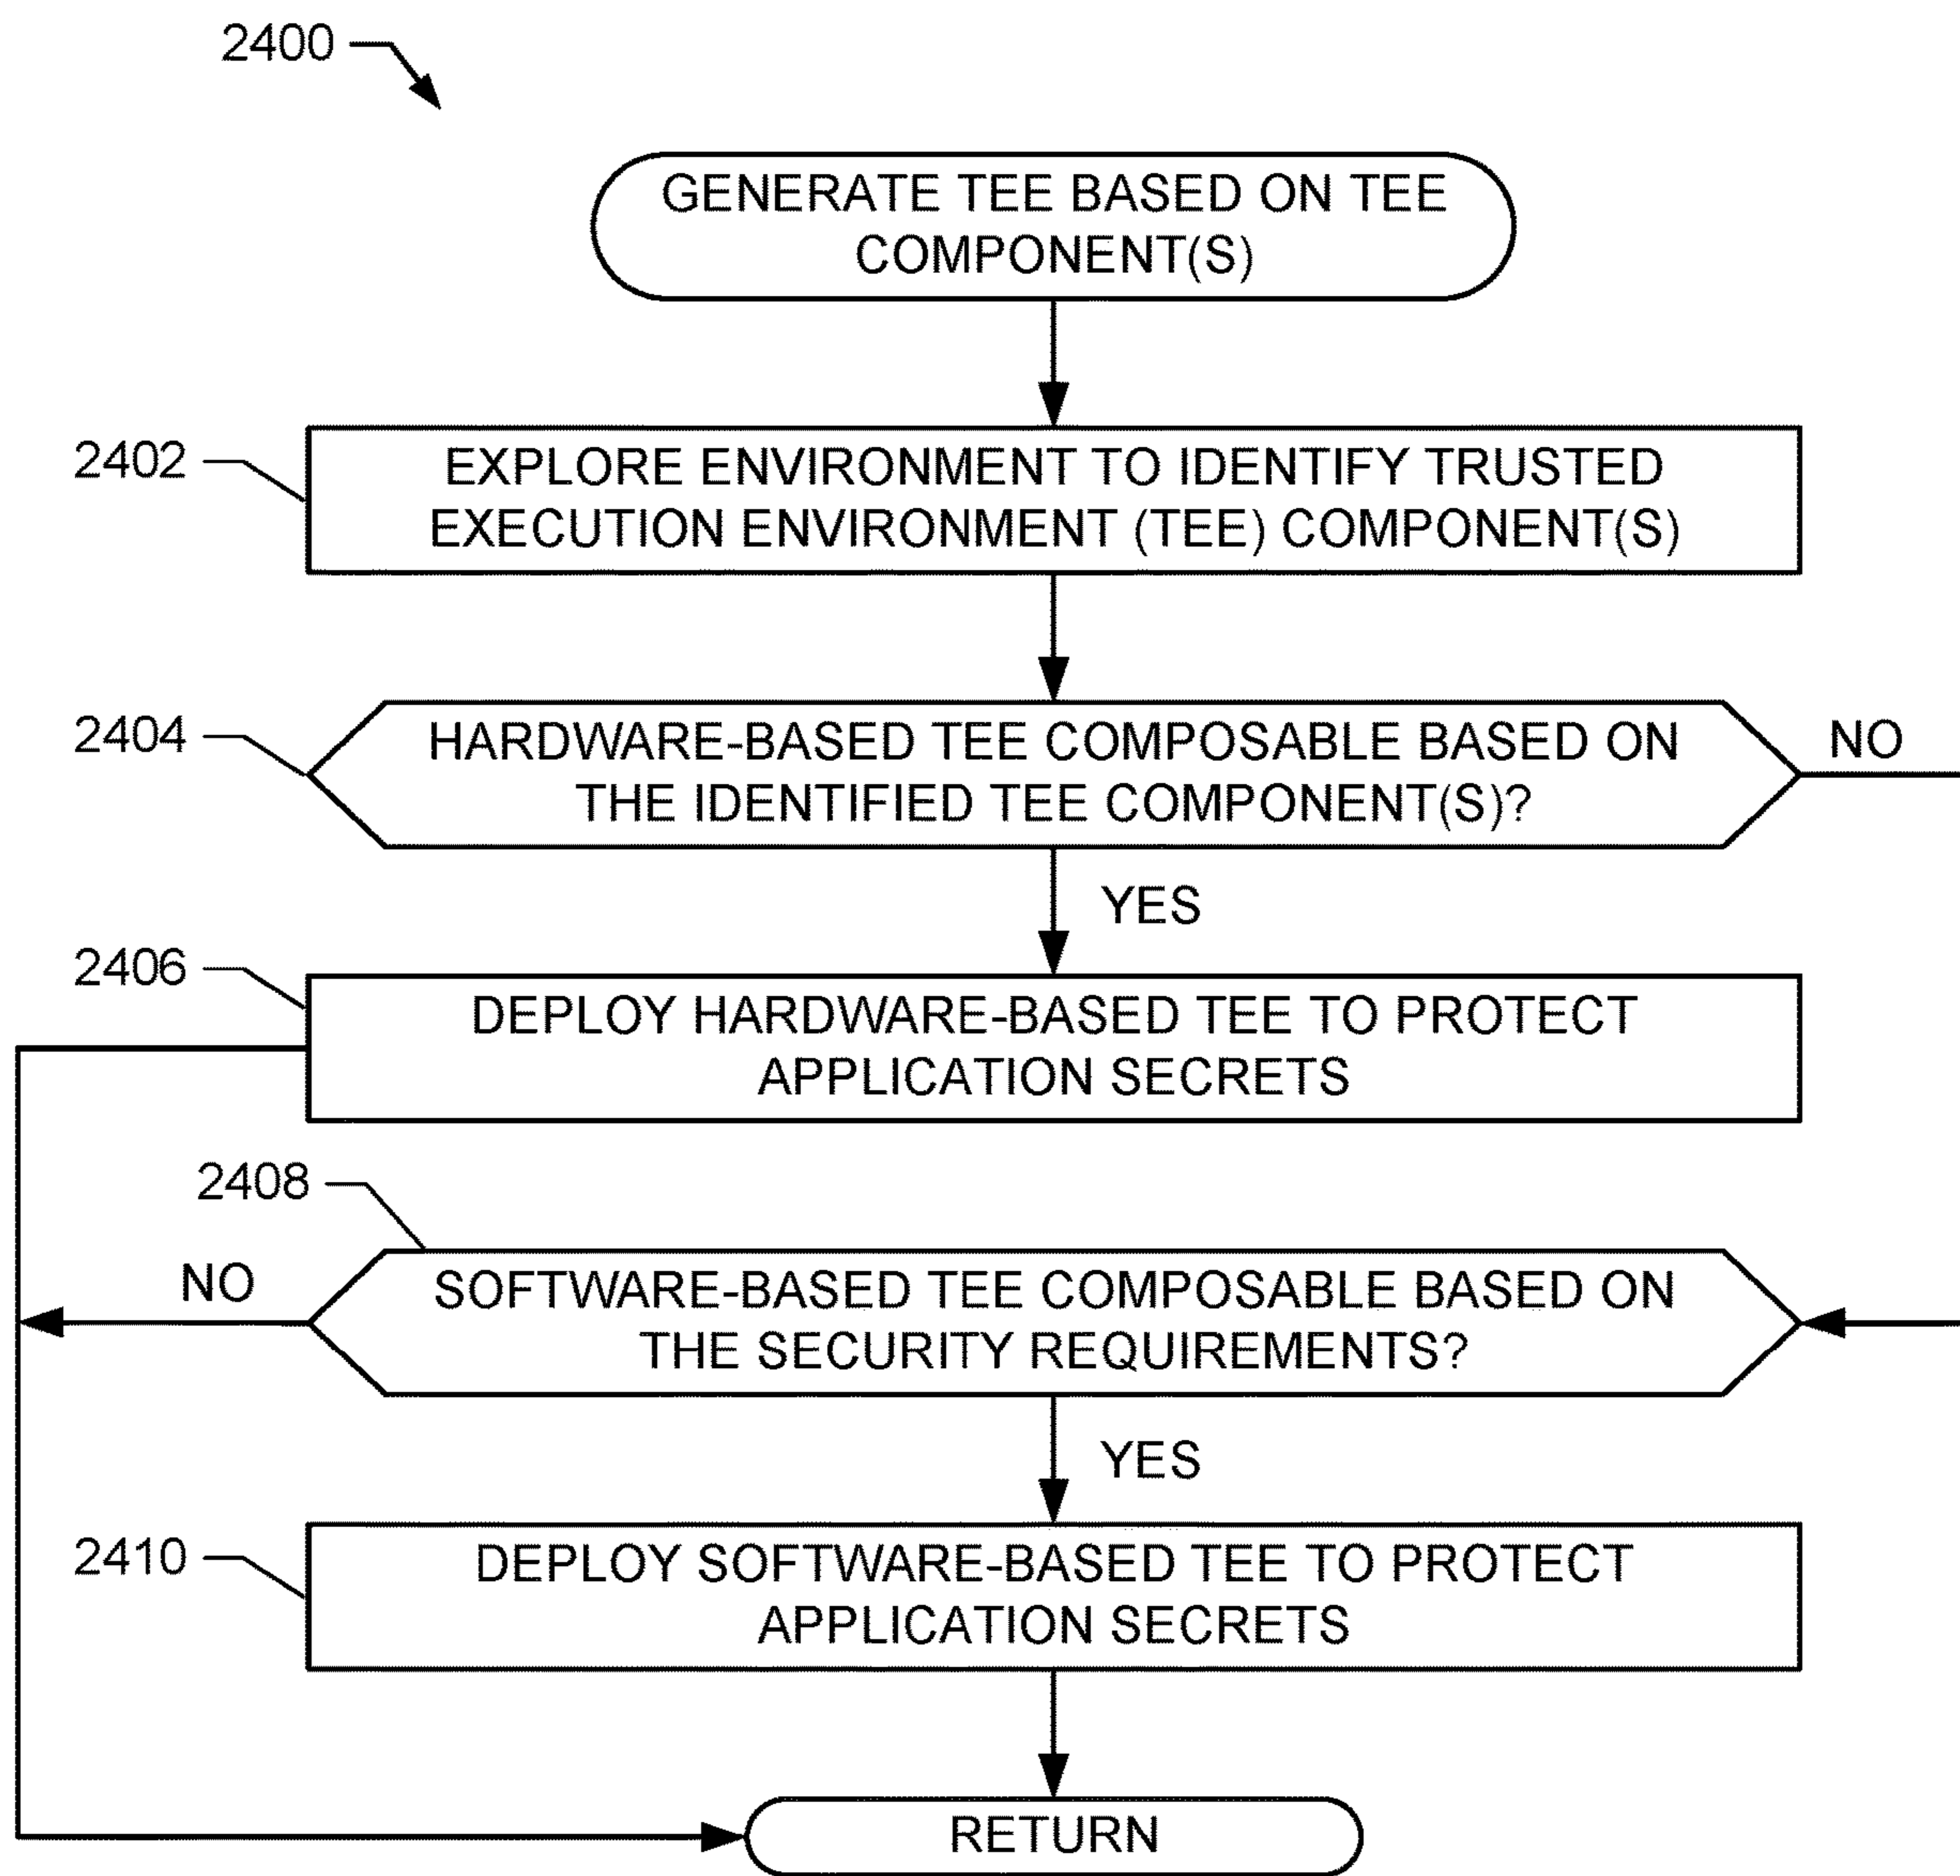 2400
GENERATE TEE BASED ON TEE
COMPONENT(S)
2402
EXPLORE ENVIRONMENT TO IDENTIFY TRUSTED
EXECUTION ENVIRONMENT (TEE) COMPONENT(S)
2404
HARDWARE-BASED TEE COMPOSABLE BASED ON
THE IDENTIFIED TEE COMPONENT(S)?
NO
YES
2406
DEPLOY HARDWARE-BASED TEE TO PROTECT
APPLICATION SECRETS
2408
NO
SOFTWARE-BASED TEE COMPOSABLE BASED ON
THE SECURITY REQUIREMENTS?
YES
2410
DEPLOY SOFTWARE-BASED TEE TO PROTECT
APPLICATION SECRETS
RETURN